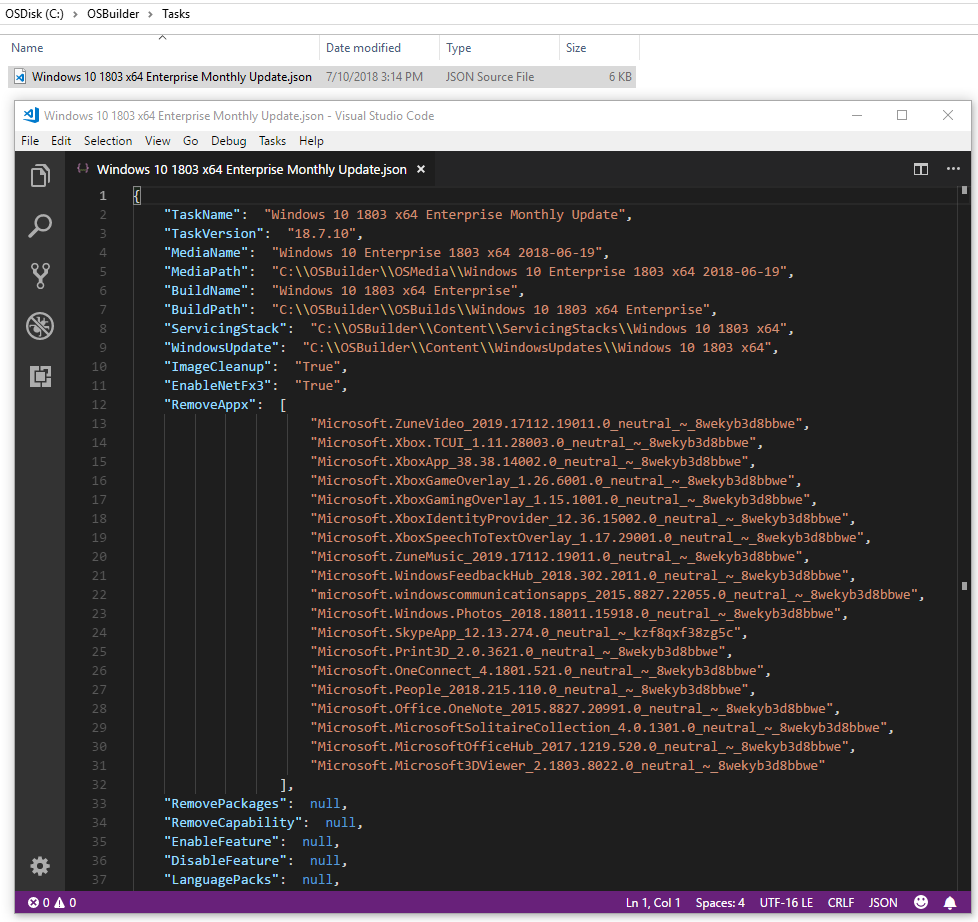 OSDisk (C:) > OSBuilder > Tasks
Name Date modified Type Size
Windows 10 1803 x64 Enterprise Monthly Update.json 7/10/2018 3:14 PM JSON Source File 6 KB
Windows 10 1803 x64 Enterprise Monthly Update.json - Visual Studio Code
File Edit Selection View Go Debug Tasks Help
{} Windows 10 1803 x64 Enterprise Monthly Update.json ×
1 {
2 "TaskName": "Windows 10 1803 x64 Enterprise Monthly Update",
3 "TaskVersion": "18.7.10",
4 "MediaName": "Windows 10 Enterprise 1803 x64 2018-06-19",
5 "MediaPath": "C:\\OSBuilder\\OSMedia\\Windows 10 Enterprise 1803 x64 2018-06-19",
6 "BuildName": "Windows 10 1803 x64 Enterprise",
7 "BuildPath": "C:\\OSBuilder\\OSBuilds\\Windows 10 1803 x64 Enterprise",
8 "ServicingStack": "C:\\OSBuilder\\Content\\ServicingStacks\\Windows 10 1803 x64",
9 "WindowsUpdate": "C:\\OSBuilder\\Content\\WindowsUpdates\\Windows 10 1803 x64",
10 "ImageCleanup": "True",
11 "EnableNetFx3": "True",
12 "RemoveAppx": [
13 "Microsoft.ZuneVideo_2019.17112.19011.0_neutral_~_8wekyb3d8bbwe",
14 "Microsoft.Xbox.TCUI_1.11.28003.0_neutral_~_8wekyb3d8bbwe",
15 "Microsoft.XboxApp_38.38.14002.0_neutral_~_8wekyb3d8bbwe",
16 "Microsoft.XboxGameOverlay_1.26.6001.0_neutral_~_8wekyb3d8bbwe",
17 "Microsoft.XboxGamingOverlay_1.15.1001.0_neutral_~_8wekyb3d8bbwe",
18 "Microsoft.XboxIdentityProvider_12.36.15002.0_neutral_~_8wekyb3d8bbwe",
19 "Microsoft.XboxSpeechToTextOverlay_1.17.29001.0_neutral_~_8wekyb3d8bbwe",
20 "Microsoft.ZuneMusic_2019.17112.19011.0_neutral_~_8wekyb3d8bbwe",
21 "Microsoft.WindowsFeedbackHub_2018.302.2011.0_neutral_~_8wekyb3d8bbwe",
22 "microsoft.windowscommunicationsapps_2015.8827.22055.0_neutral_~_8wekyb3d8bbwe",
23 "Microsoft.Windows.Photos_2018.18011.15918.0_neutral_~_8wekyb3d8bbwe",
24 "Microsoft.SkypeApp_12.13.274.0_neutral_~_kzf8qxf38zg5c",
25 "Microsoft.Print3D_2.0.3621.0_neutral_~_8wekyb3d8bbwe",
26 "Microsoft.OneConnect_4.1801.521.0_neutral_~_8wekyb3d8bbwe",
27 "Microsoft.People_2018.215.110.0_neutral_~_8wekyb3d8bbwe",
28 "Microsoft.Office.OneNote_2015.8827.20991.0_neutral_~_8wekyb3d8bbwe",
29 "Microsoft.MicrosoftSolitaireCollection_4.0.1301.0_neutral_~_8wekyb3d8bbwe",
30 "Microsoft.MicrosoftOfficeHub_2017.1219.520.0_neutral_~_8wekyb3d8bbwe",
31 "Microsoft.Microsoft3DViewer_2.1803.8022.0_neutral_~_8wekyb3d8bbwe"
32 ],
33 "RemovePackages": null,
34 "RemoveCapability": null,
35 "EnableFeature": null,
36 "DisableFeature": null,
37 "LanguagePacks": null,
0 0 Ln 1, Col 1 Spaces: 4 UTF-16 LE CRLF JSON